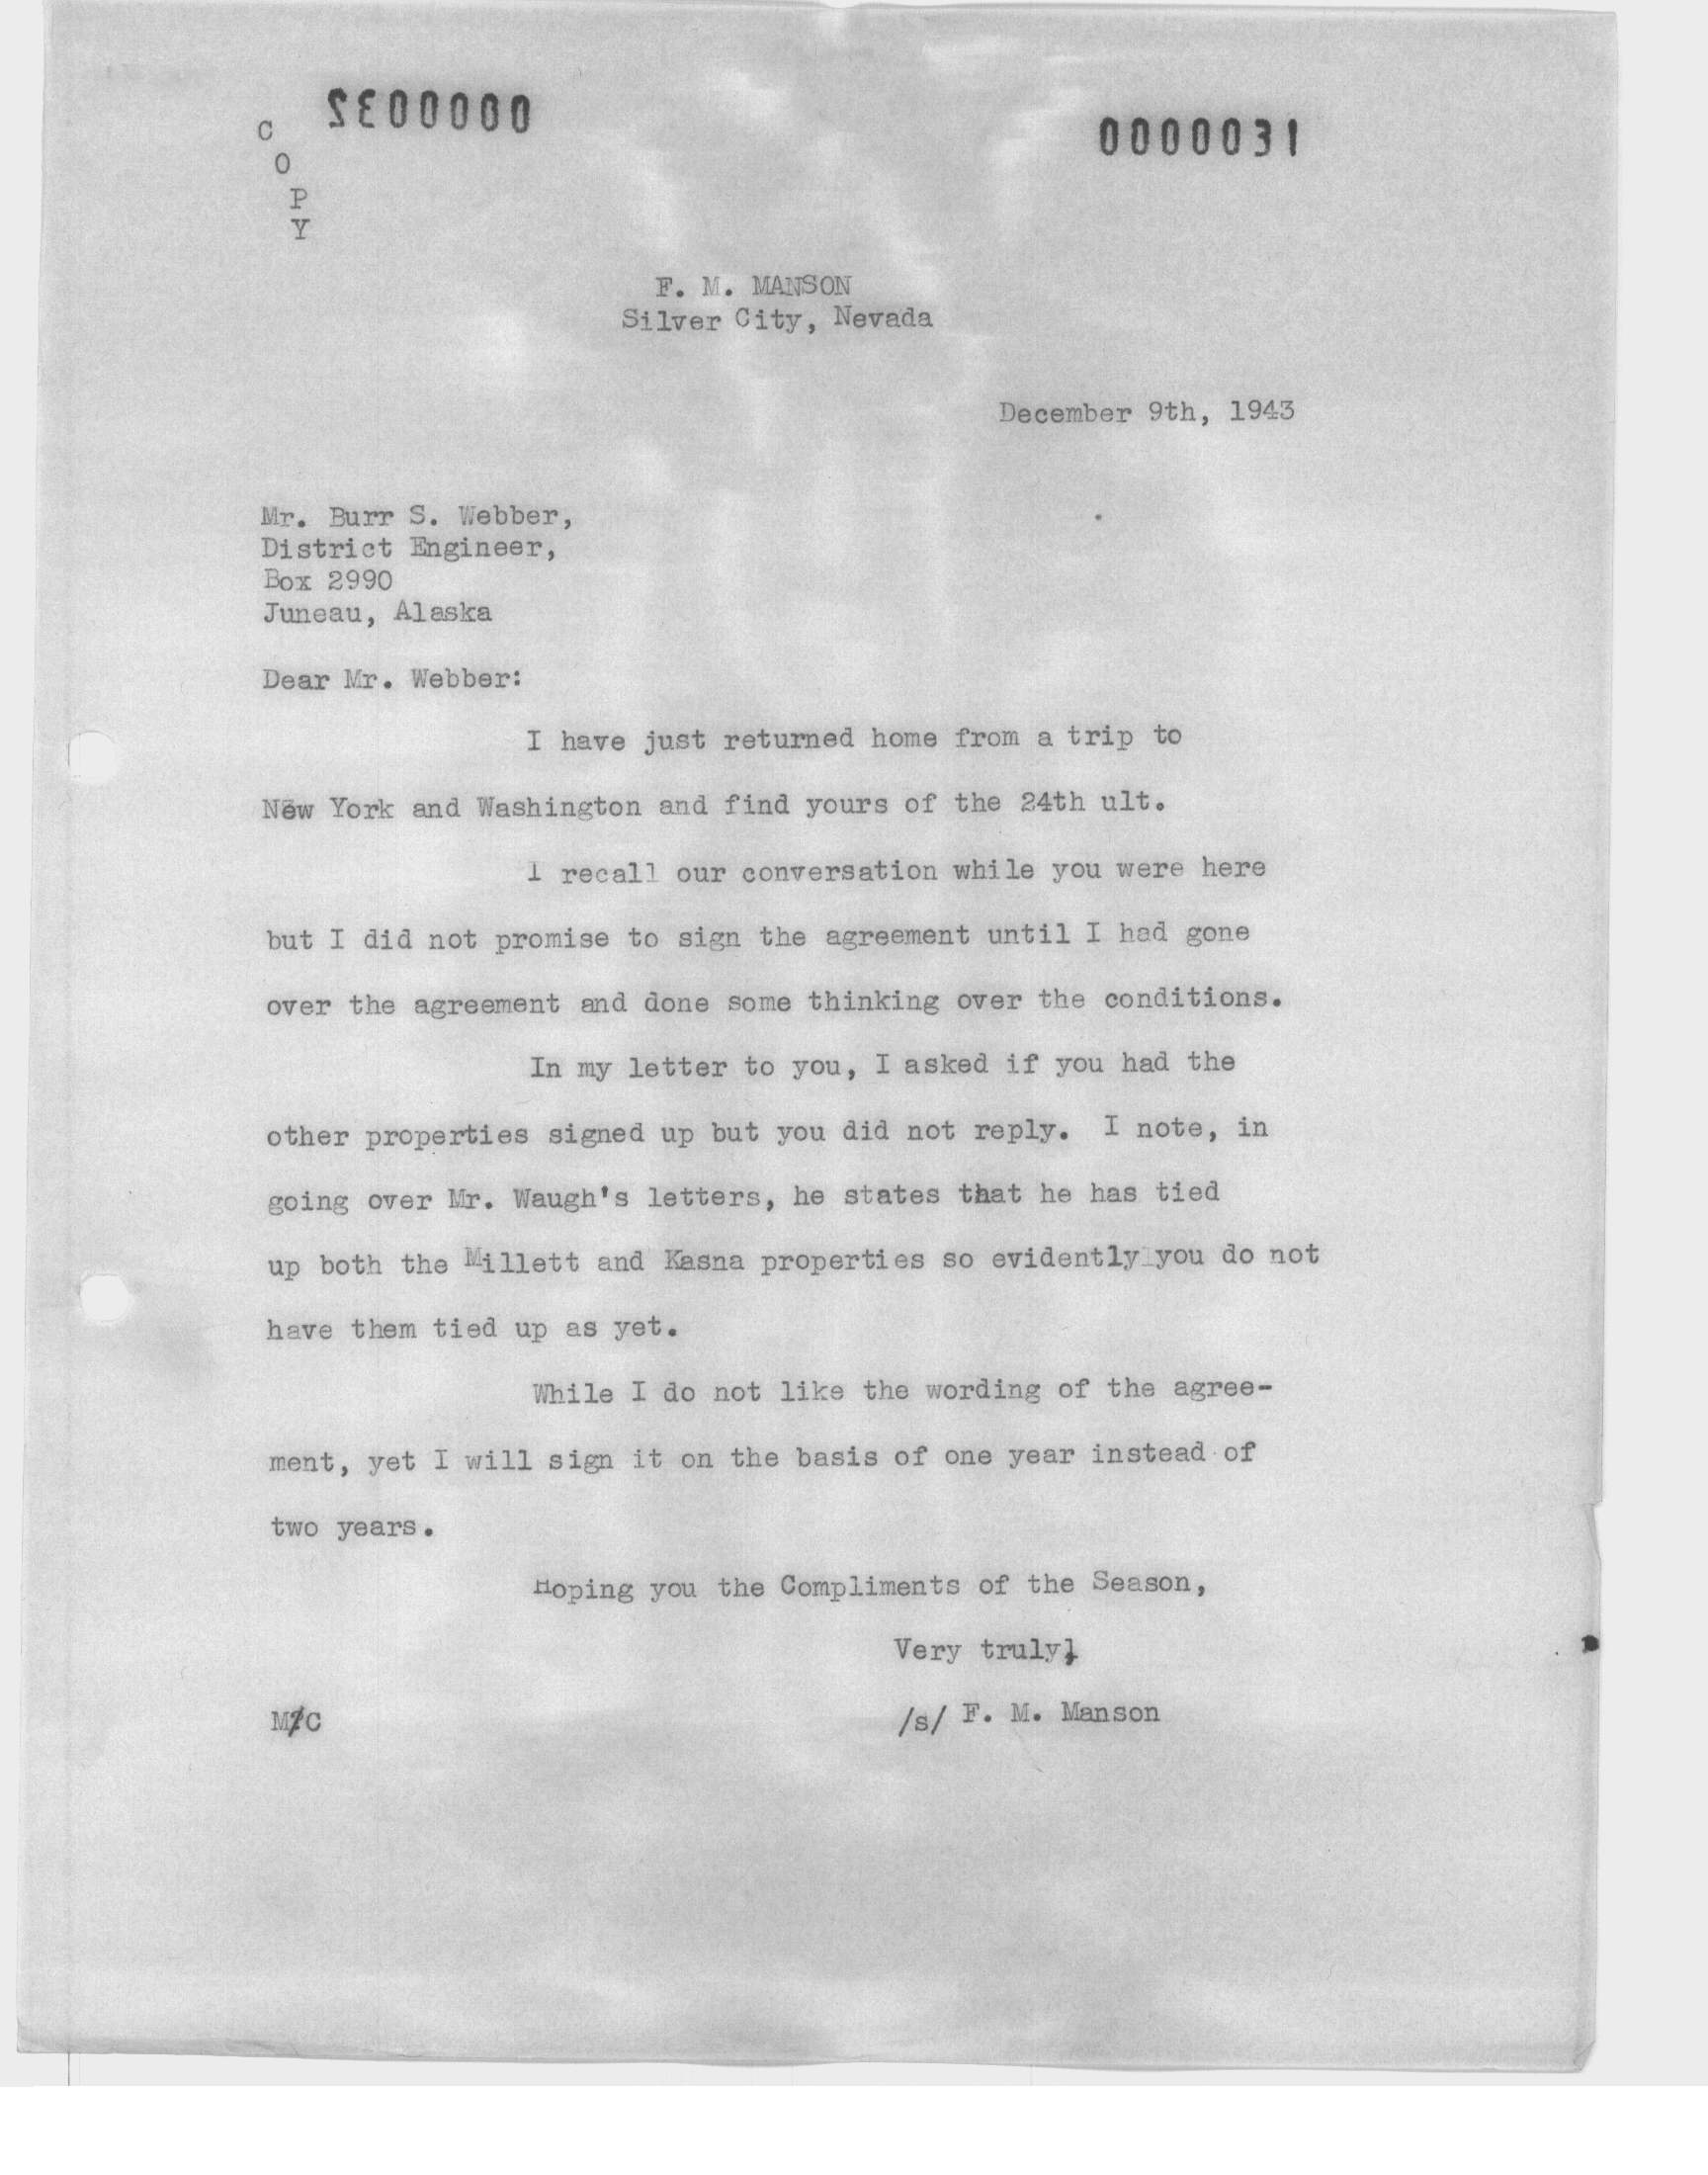 C
O
P
Y
0000032
0000031
F. M. MANSON
Silver City, Nevada
December 9th, 1943
Mr. Burr S. Webber,
District Engineer,
Box 2990
Juneau, Alaska
Dear Mr. Webber:
I have just returned home from a trip to
New York and Washington and find yours of the 24th ult.
I recall our conversation while you were here
but I did not promise to sign the agreement until I had gone
over the agreement and done some thinking over the conditions.
In my letter to you, I asked if you had the
other properties signed up but you did not reply. I note, in
going over Mr. Waugh's letters, he states that he has tied
up both the Millett and Kasna properties so evidently you do not
have them tied up as yet.
While I do not like the wording of the agree-
ment, yet I will sign it on the basis of one year instead of
two years.
Hoping you the Compliments of the Season,
Very truly,
M/C
/s/ F. M. Manson